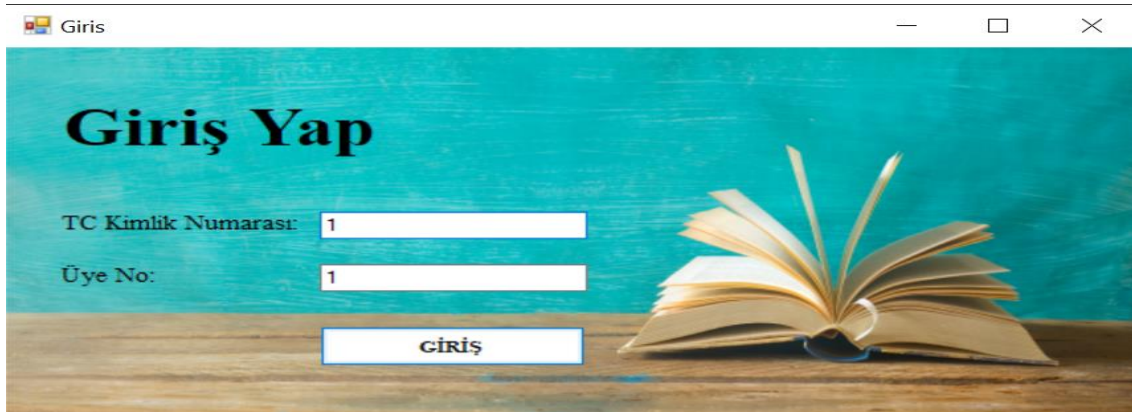 Giris
Giriş Yap
TC Kimlik Numarası: 1
Üye No: 1
GİRİŞ